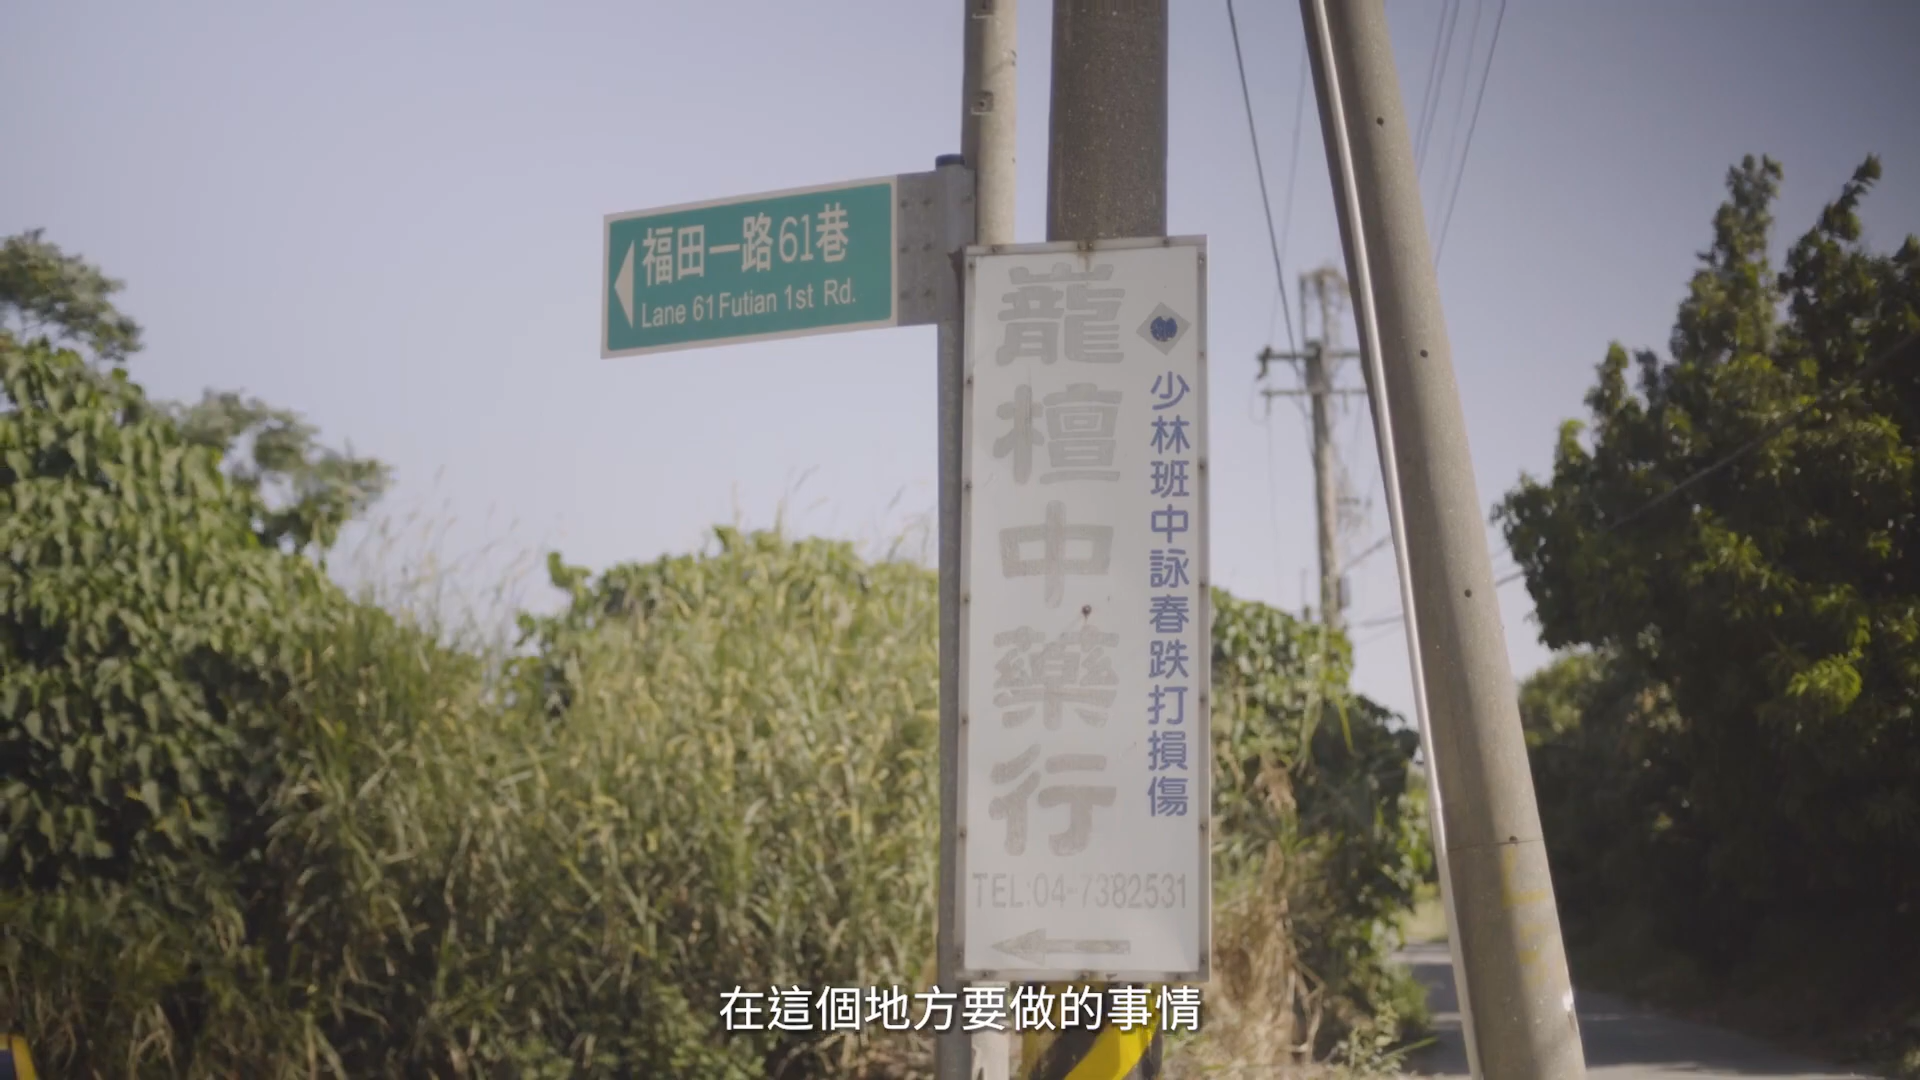 福田一路61巷
Lane 61 Futian 1st Rd.
少林班中詠春跌打損傷
巃檀中藥行
TEL:04-7382531
在這個地方要做的事情